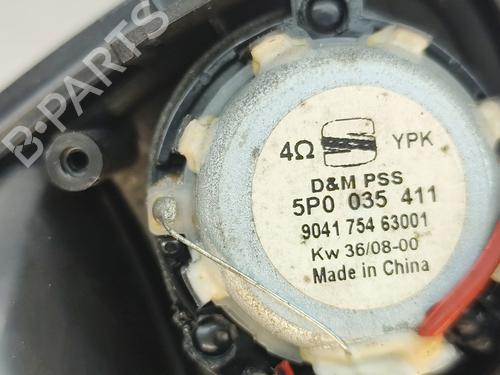 B-PARTS
4Ω YPK
D&M PSS
5P0 035 411
9041 754 63001
Kw 36/08-00
Made in China